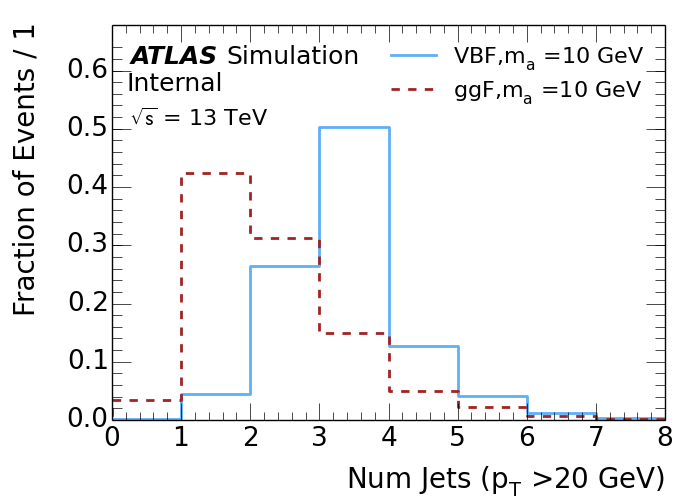 ATLAS Simulation
Internal
√s = 13 TeV
VBF,mₐ =10 GeV
ggF,mₐ =10 GeV
Fraction of Events / 1
0.6
0.5
0.4
0.3
0.2
0.1
0.0
0 1 2 3 4 5 6 7 8
Num Jets (p_T >20 GeV)